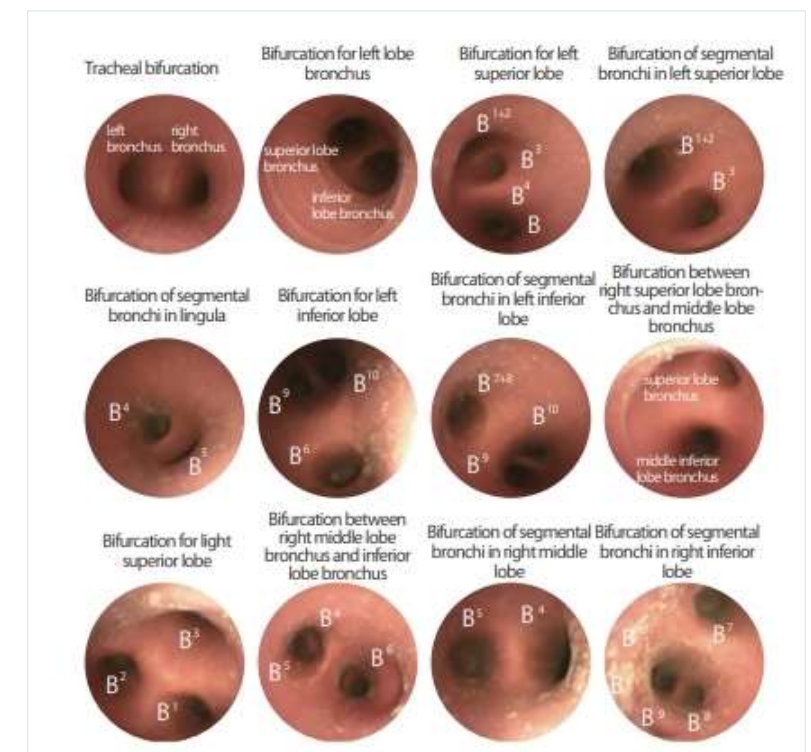 Tracheal bifurcation
Bifurcation for left lobe
bronchus
Bifurcation for left
superior lobe
Bifurcation of segmental
bronchi in left superior lobe
left
bronchus
right
bronchus
superior lobe
bronchus
inferior
lobe bronchus
B¹⁺²
B³
B⁴
B
B¹⁺²
B³
Bifurcation of segmental
bronchi in lingula
Bifurcation for left
inferior lobe
Bifurcation of segmental
bronchi in left inferior
lobe
Bifurcation between
right superior lobe bron-
chus and middle lobe
bronchus
B⁴
B⁵
B⁹
B¹⁰
B⁶
B⁷⁺⁸
B¹⁰
B⁹
superior lobe
bronchus
middle inferior
lobe bronchus
Bifurcation for light
superior lobe
Bifurcation between
right middle lobe
bronchus and inferior
lobe bronchus
Bifurcation of segmental
bronchi in right middle
lobe
Bifurcation of segmental
bronchi in right inferior
lobe
B³
B²
B¹
B⁴
B⁵
B⁶
B⁵
B⁴
B⁷
B
B
B⁹
B⁸